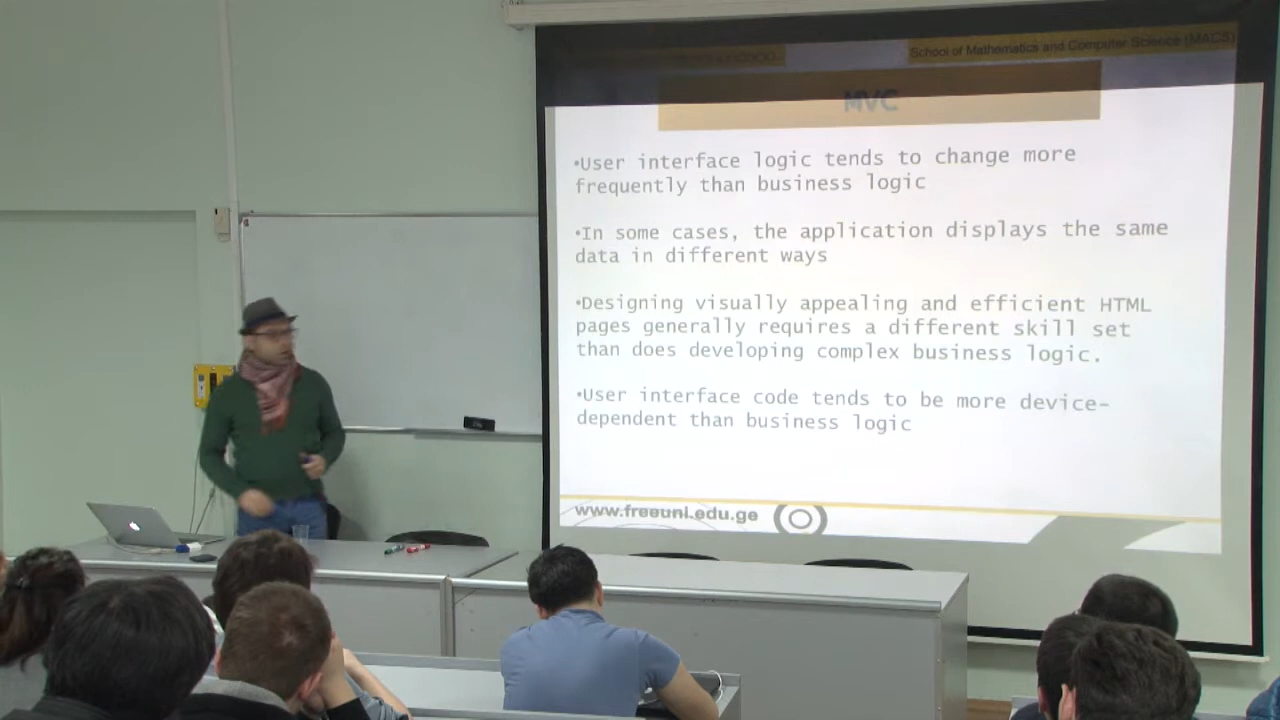 School of Mathematics and Computer Science (MACS)
MVC
•User interface logic tends to change more
frequently than business logic
•In some cases, the application displays the same
data in different ways
•Designing visually appealing and efficient HTML
pages generally requires a different skill set
than does developing complex business logic.
•User interface code tends to be more device-
dependent than business logic
www.freeuni.edu.ge